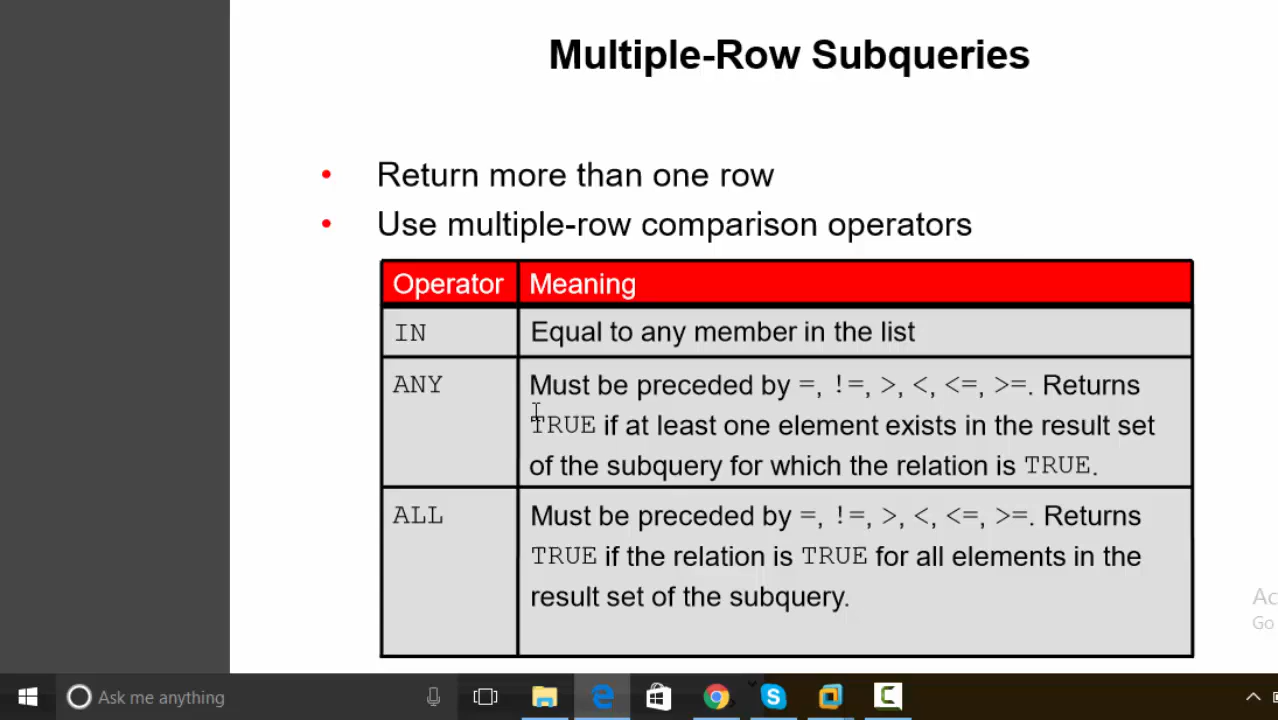 Multiple-Row Subqueries
• Return more than one row
• Use multiple-row comparison operators
Operator Meaning
IN Equal to any member in the list
ANY Must be preceded by =, !=, >, <, <=, >=. Returns
TRUE if at least one element exists in the result set
of the subquery for which the relation is TRUE.
ALL Must be preceded by =, !=, >, <, <=, >=. Returns
TRUE if the relation is TRUE for all elements in the
result set of the subquery.
Ac
Go
Ask me anything